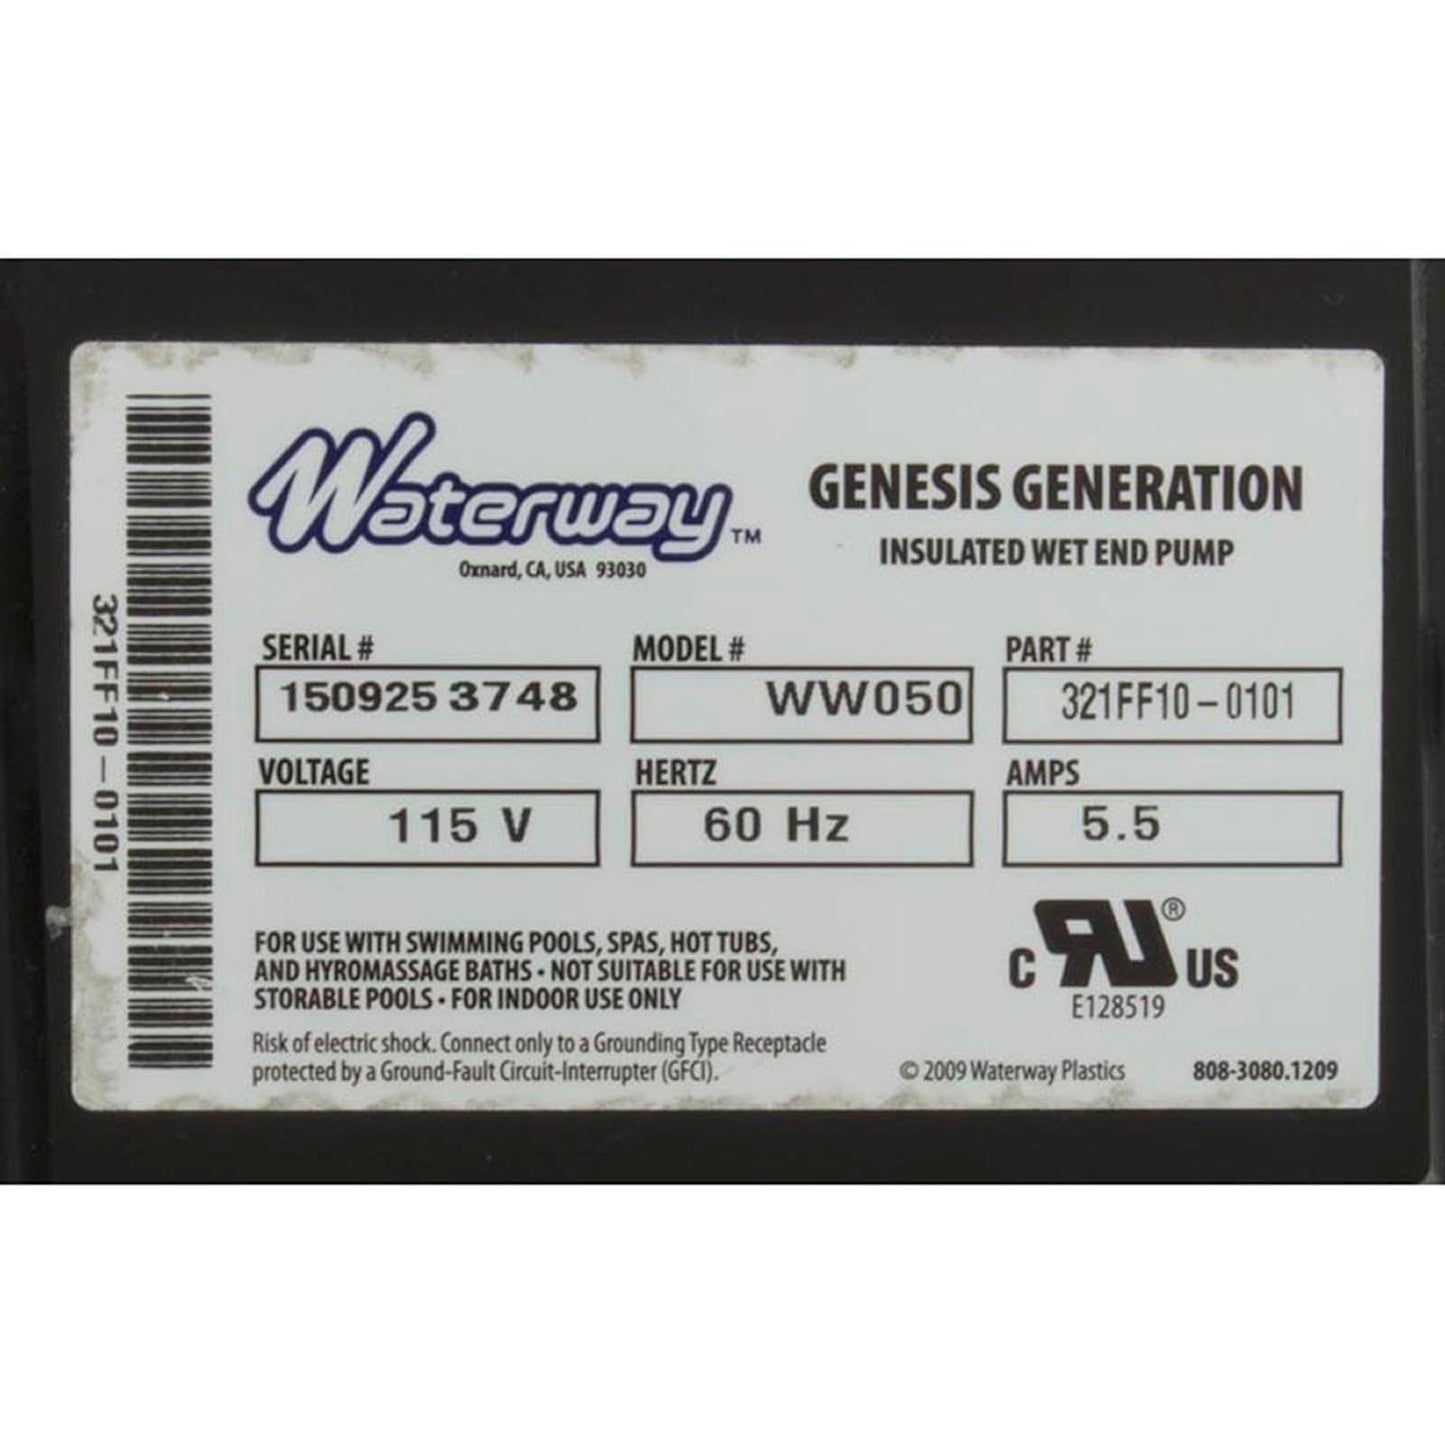 Waterway™
Oxnard, CA, USA 93030
GENESIS GENERATION
INSULATED WET END PUMP
SERIAL # MODEL # PART #
150925 3748 WW050 321FF10-0101
VOLTAGE HERTZ AMPS
115 V 60 Hz 5.5
FOR USE WITH SWIMMING POOLS, SPAS, HOT TUBS,
AND HYROMASSAGE BATHS • NOT SUITABLE FOR USE WITH
STORABLE POOLS • FOR INDOOR USE ONLY
Risk of electric shock. Connect only to a Grounding Type Receptacle
protected by a Ground-Fault Circuit-Interrupter (GFCI).
C RU® US
E128519
© 2009 Waterway Plastics 808-3080.1209
321FF10-0101